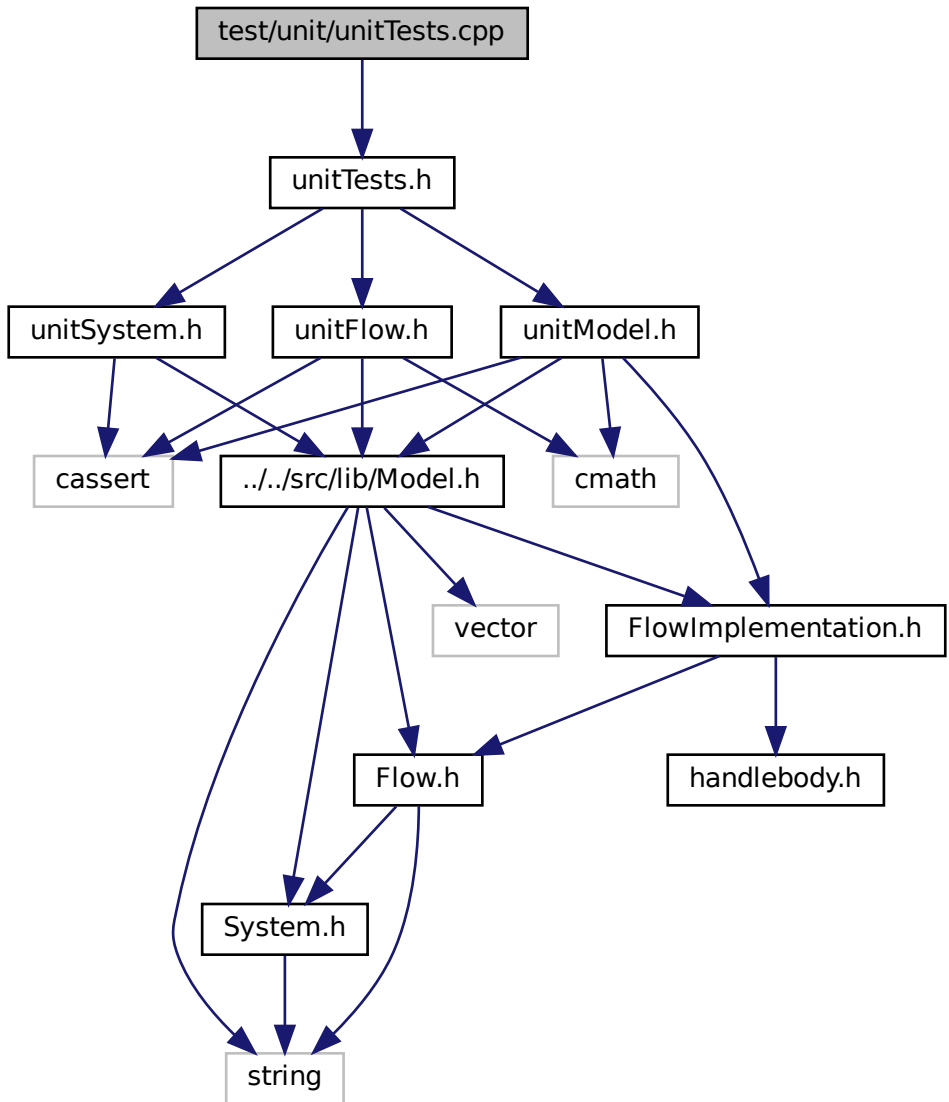 test/unit/unitTests.cpp
unitTests.h
unitSystem.h
unitFlow.h
unitModel.h
cassert
../../src/lib/Model.h
cmath
vector
FlowImplementation.h
Flow.h
handlebody.h
System.h
string